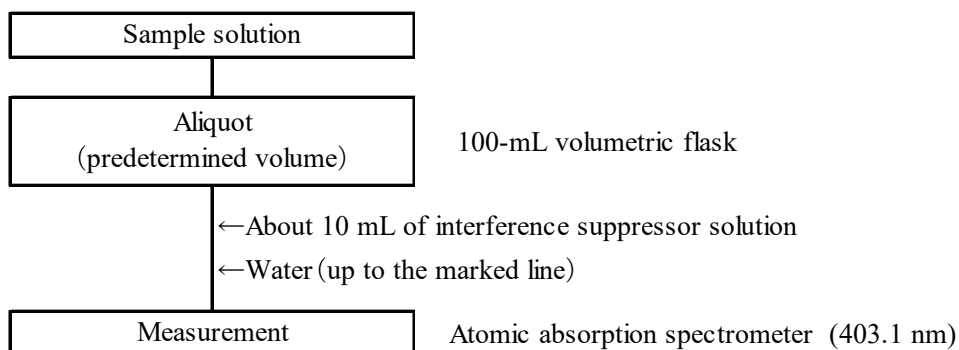 Sample solution
Aliquot
(predetermined volume)
100-mL volumetric flask
←About 10 mL of interference suppressor solution
←Water (up to the marked line)
Measurement
Atomic absorption spectrometer (403.1 nm)